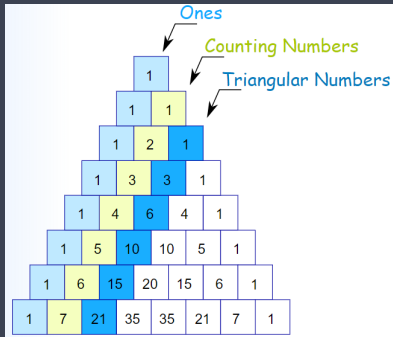 Ones
Counting Numbers
1
Triangular Numbers
1 1
1 2 1
1 3 3 1
1 4 6 4 1
1 5 10 10 5 1
1 6 15 20 15 6 1
1 7 21 35 35 21 7 1